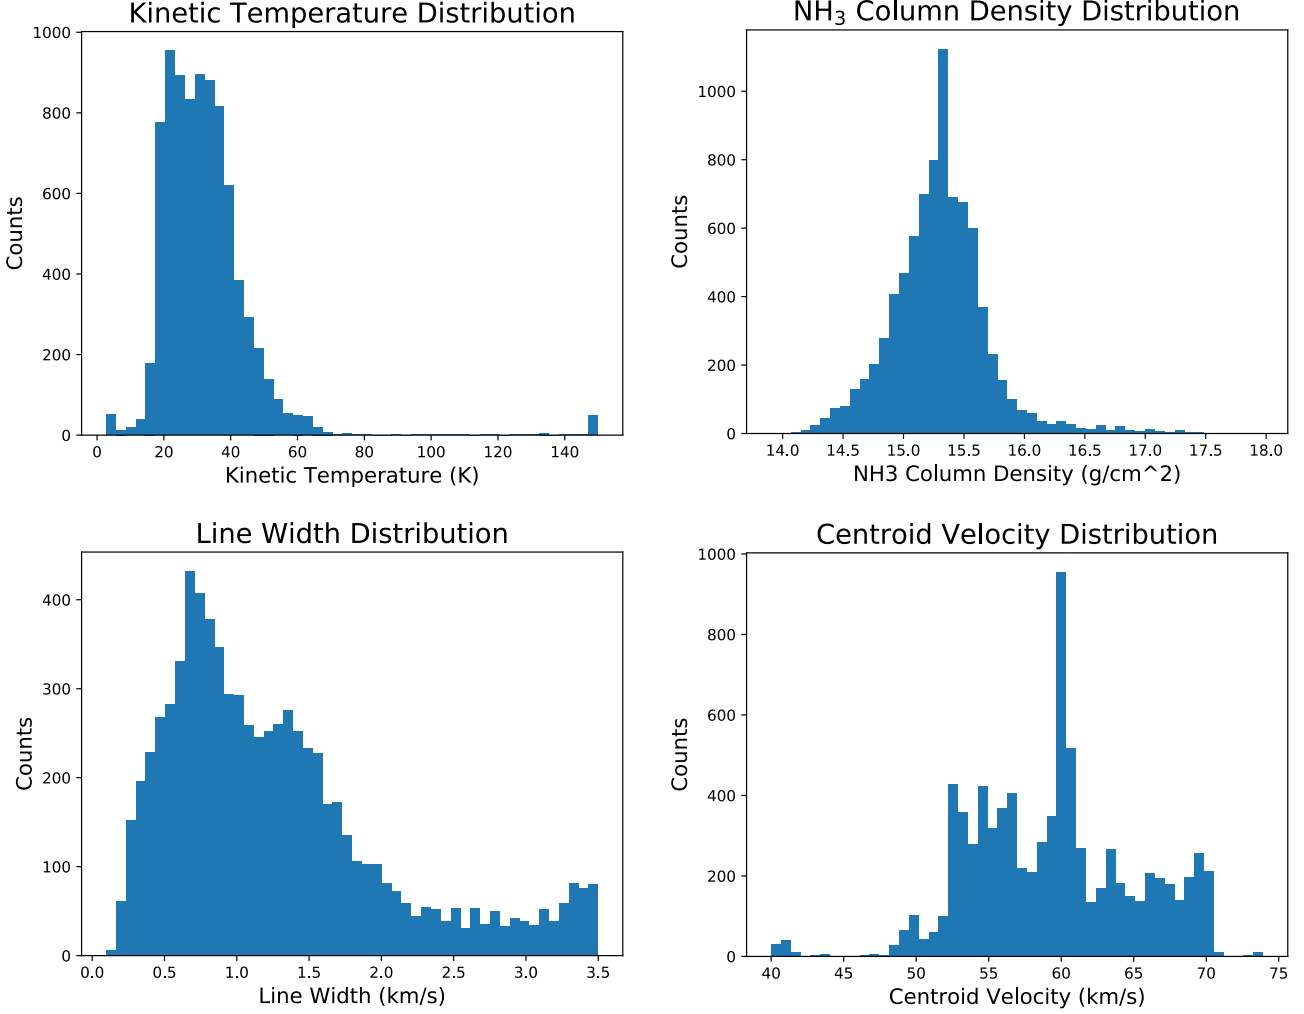 Kinetic Temperature Distribution
1000
800
600
400
200
0
Counts
0 20 40 60 80 100 120 140
Kinetic Temperature (K)
NH₃ Column Density Distribution
1000
800
600
400
200
0
Counts
14.0 14.5 15.0 15.5 16.0 16.5 17.0 17.5 18.0
NH3 Column Density (g/cm^2)
Line Width Distribution
400
300
200
100
0
Counts
0.0 0.5 1.0 1.5 2.0 2.5 3.0 3.5
Line Width (km/s)
Centroid Velocity Distribution
1000
800
600
400
200
0
Counts
40 45 50 55 60 65 70 75
Centroid Velocity (km/s)